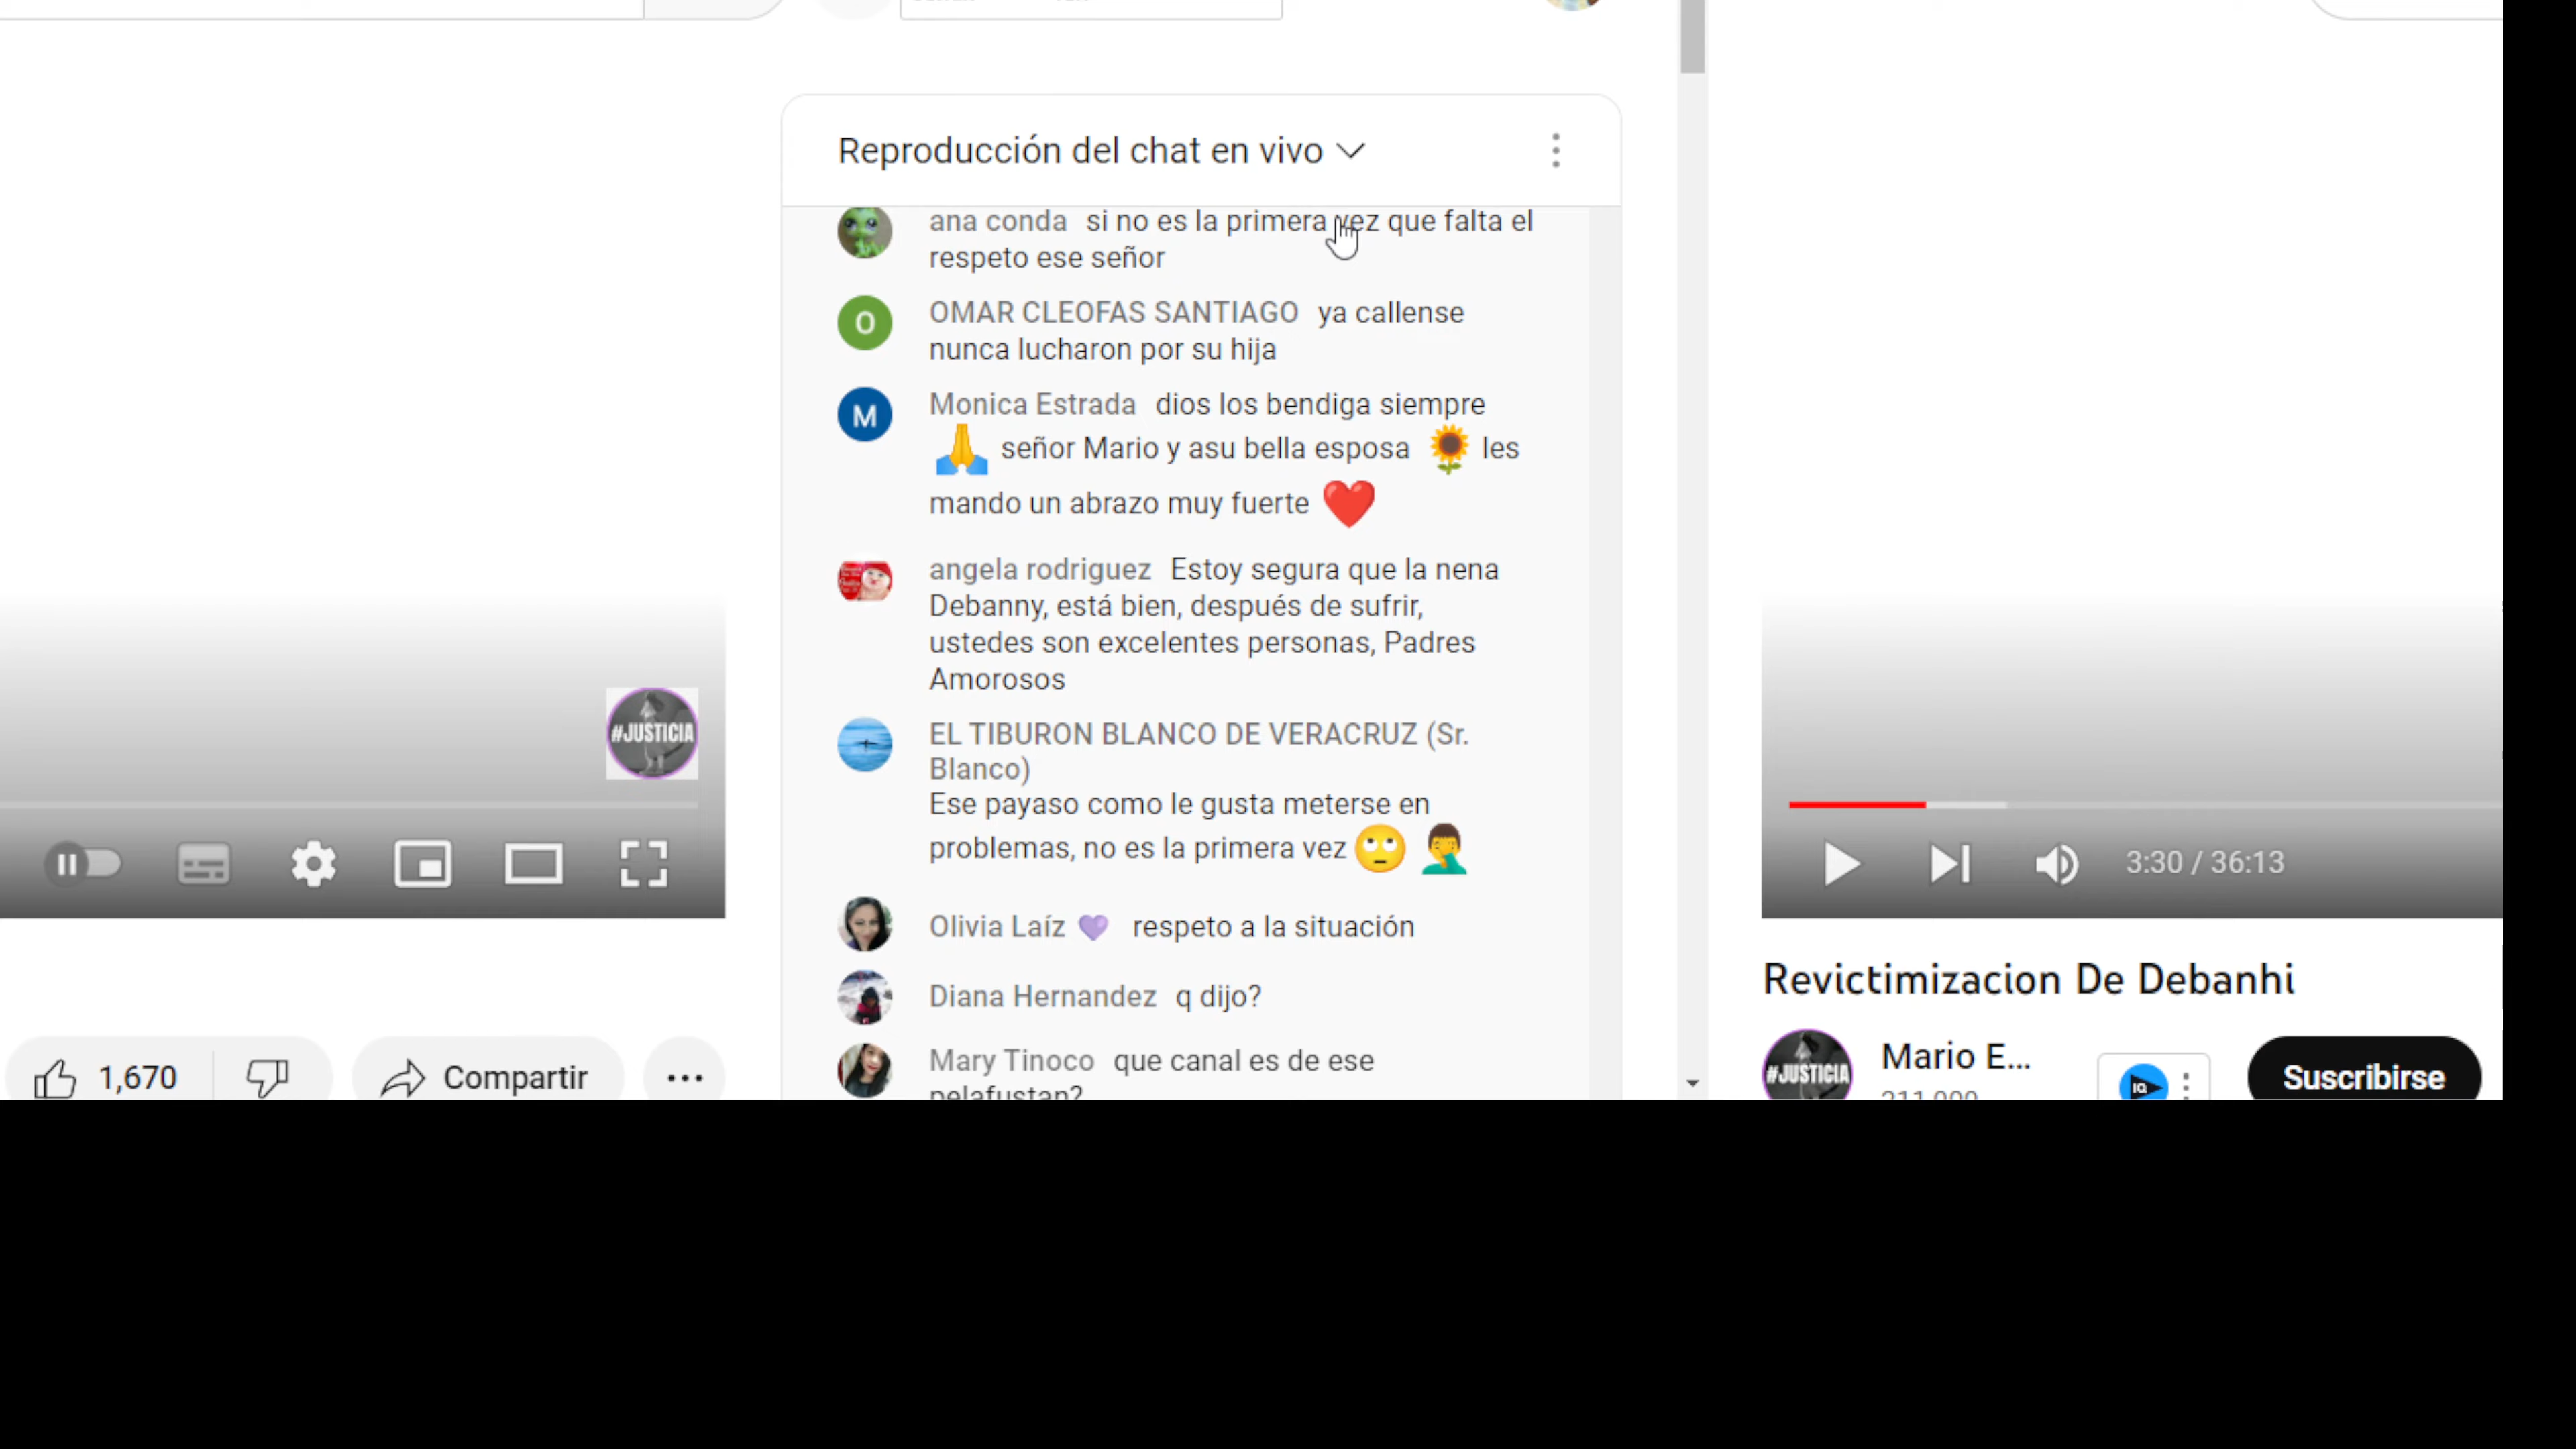 Reproducción del chat en vivo
ana conda si no es la primera vez que falta el
respeto ese señor
OMAR CLEOFAS SANTIAGO ya callense
nunca lucharon por su hija
Monica Estrada dios los bendiga siempre
🙏 señor Mario y asu bella esposa 🌻 les
mando un abrazo muy fuerte ❤️
angela rodriguez Estoy segura que la nena
Debanny, está bien, después de sufrir,
ustedes son excelentes personas, Padres
Amorosos
EL TIBURON BLANCO DE VERACRUZ (Sr.
Blanco)
Ese payaso como le gusta meterse en
problemas, no es la primera vez 🙄 🤦‍♂️
Olivia Laíz 💜 respeto a la situación
Diana Hernandez q dijo?
Mary Tinoco que canal es de ese
pelafustan?
#JUSTICIA
1,670
Compartir
3:30 / 36:13
Revictimizacion De Debanhi
#JUSTICIA
Mario E...
IQ
Suscribirse